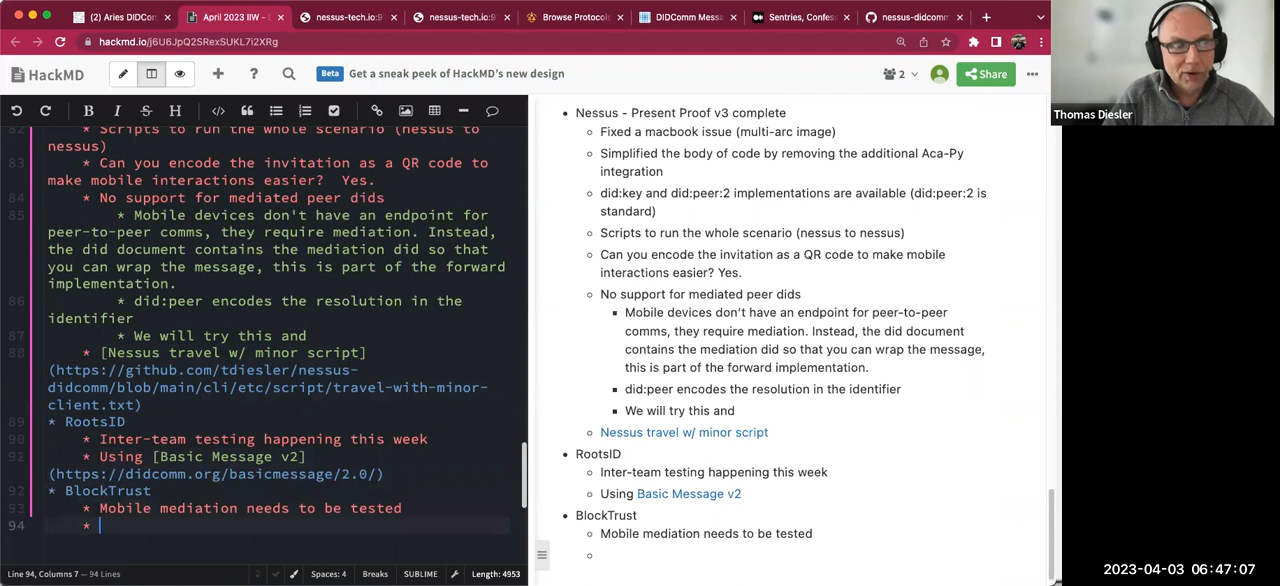 (2) Aries DIDCom
April 2023 IIW - D
nessus-tech.io:9
nessus-tech.io:9
Browse Protocols
DIDComm Messa
Sentries, Confes
nessus-didcomm
hackmd.io/j6U6JpQ2SRexSUKL7i2XRg
HackMD
Beta
Get a sneak peek of HackMD's new design
2
Share
82
* Scripts to run the whole scenario (nessus to
nessus)
83
* Can you encode the invitation as a QR code to
make mobile interactions easier?  Yes.
84
* No support for mediated peer dids
85
* Mobile devices don't have an endpoint for
peer-to-peer comms, they require mediation. Instead,
the did document contains the mediation did so that
you can wrap the message, this is part of the forward
implementation.
86
* did:peer encodes the resolution in the
identifier
87
* We will try this and
88
* [Nessus travel w/ minor script]
(https://github.com/tdiesler/nessus-
didcomm/blob/main/cli/etc/script/travel-with-minor-
client.txt)
89
* RootsID
90
* Inter-team testing happening this week
91
* Using [Basic Message v2]
(https://didcomm.org/basicmessage/2.0/)
92
* BlockTrust
93
* Mobile mediation needs to be tested
94
*
Line 94, Columns 7 — 94 Lines
Spaces: 4
Breaks
SUBLIME
Length: 4953
Nessus - Present Proof v3 complete
Fixed a macbook issue (multi-arc image)
Simplified the body of code by removing the additional Aca-Py
integration
did:key and did:peer:2 implementations are available (did:peer:2 is
standard)
Scripts to run the whole scenario (nessus to nessus)
Can you encode the invitation as a QR code to make mobile
interactions easier? Yes.
No support for mediated peer dids
Mobile devices don't have an endpoint for peer-to-peer
comms, they require mediation. Instead, the did document
contains the mediation did so that you can wrap the message,
this is part of the forward implementation.
did:peer encodes the resolution in the identifier
We will try this and
Nessus travel w/ minor script
RootsID
Inter-team testing happening this week
Using Basic Message v2
BlockTrust
Mobile mediation needs to be tested
Thomas Diesler
2023-04-03 06:47:07